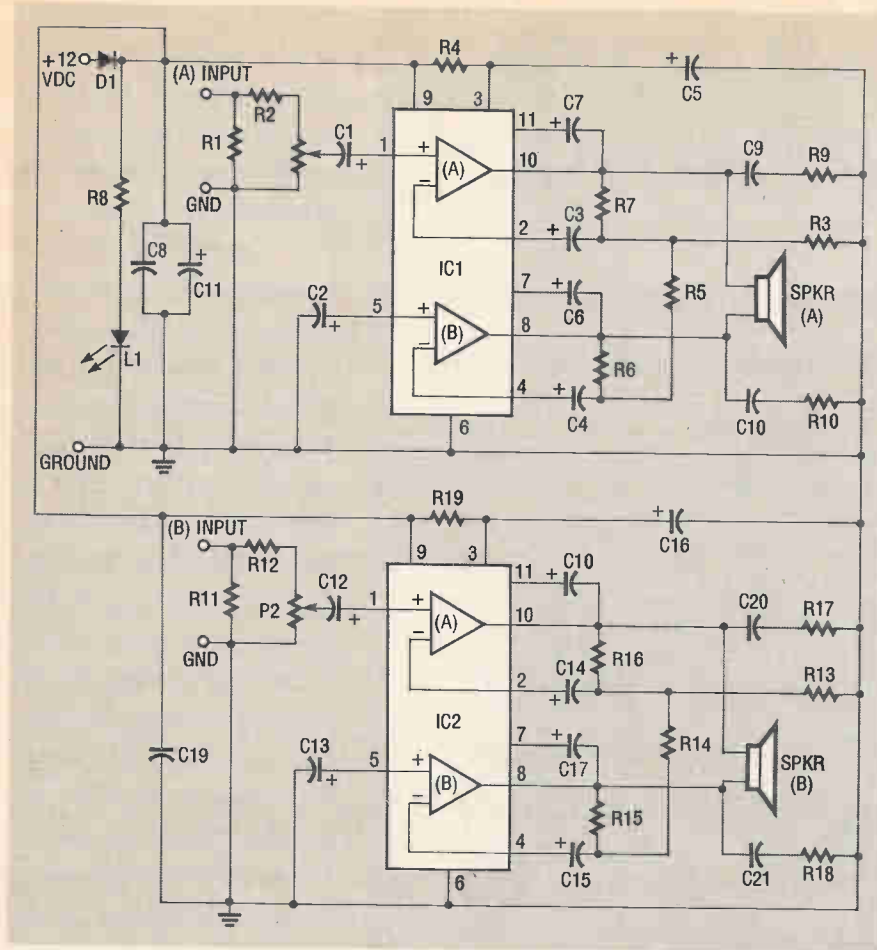 +12
VDC
D1
(A) INPUT
R4
C5
R2
R1
C1
GND
R8
C8
C11
L1
GROUND
C2
9
3
1
(A)
+
−
IC1
5
(B)
+
−
6
11
C7
+
10
2
C3
+
R7
7
C6
+
8
R6
4
C4
+
R5
C9
R9
R3
SPKR
(A)
C10
R10
(B) INPUT
R19
C16
R12
R11
P2
C12
GND
C19
C13
9
3
1
(A)
+
−
IC2
5
(B)
+
−
6
11
C10
+
10
R16
2
C14
+
7
C17
+
8
R15
4
C15
+
R14
C20
R17
R13
SPKR
(B)
C21
R18